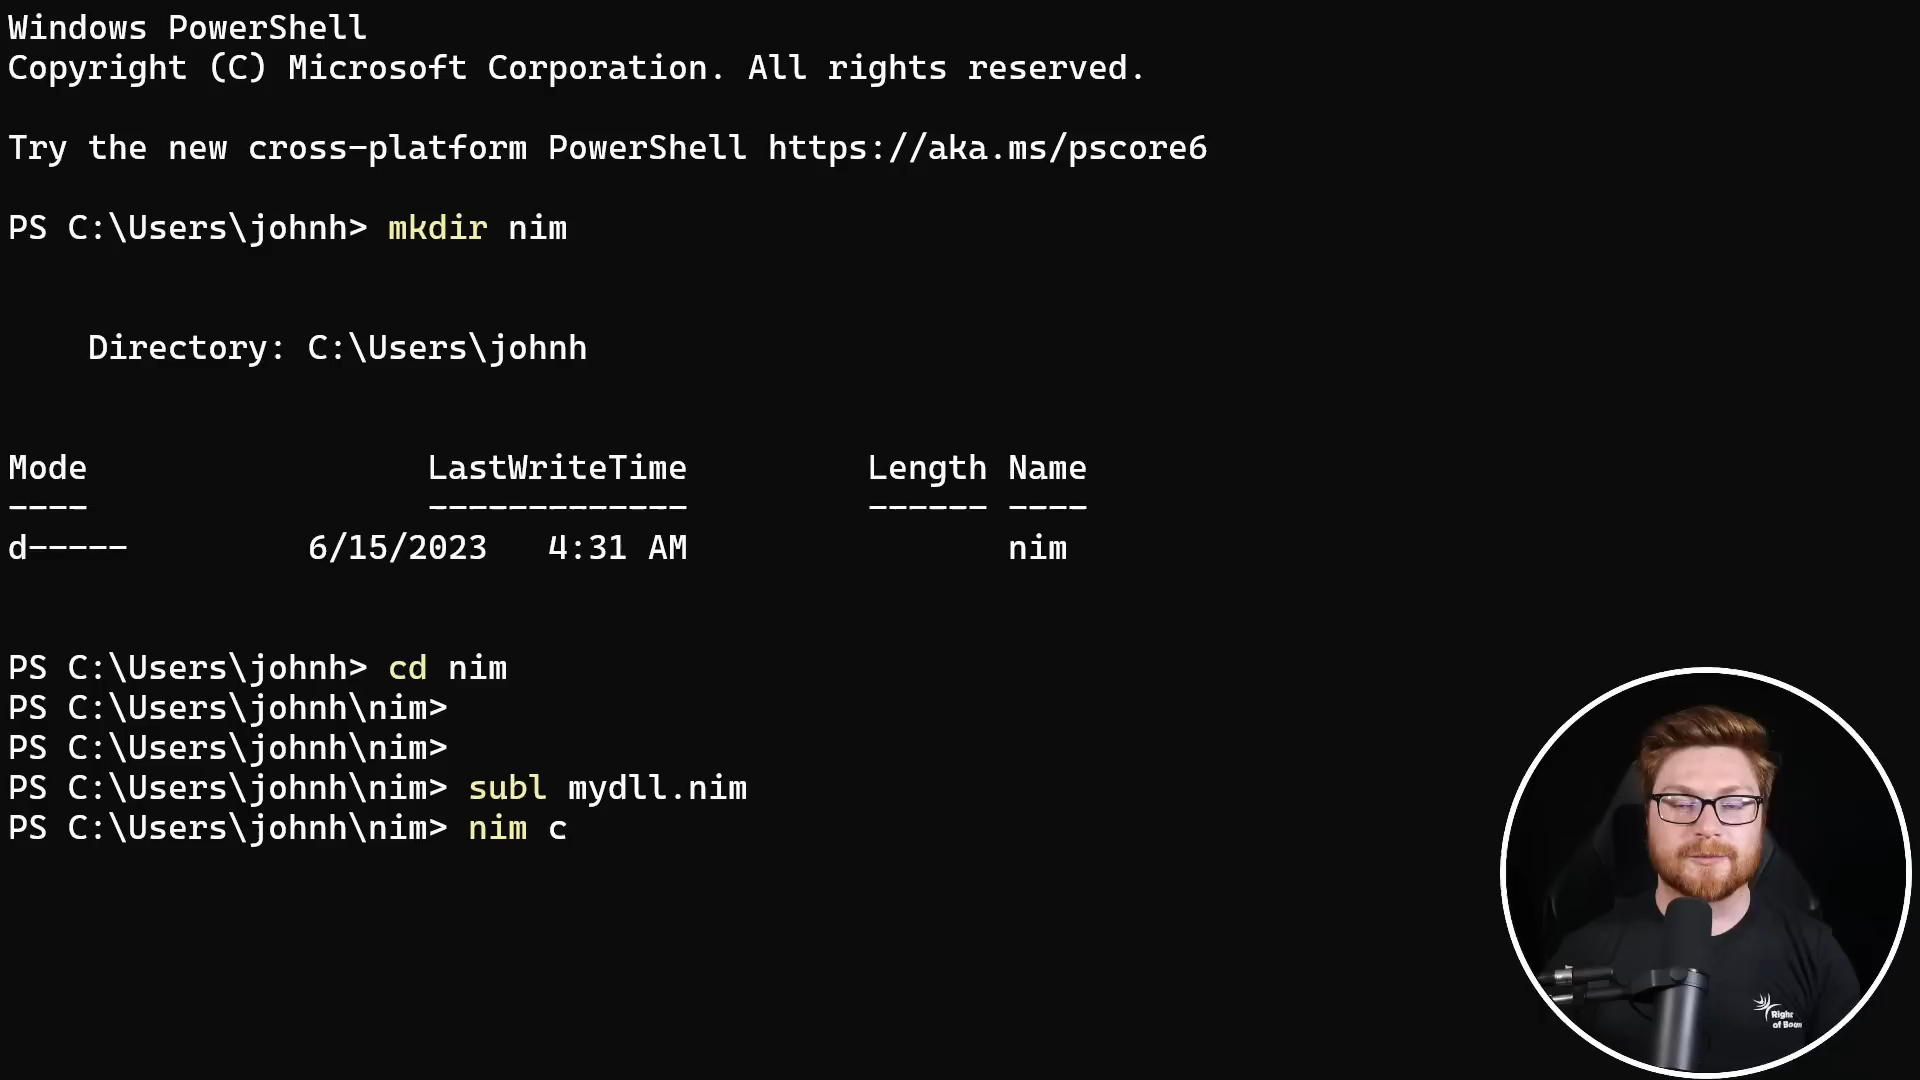 Windows PowerShell
Copyright (C) Microsoft Corporation. All rights reserved.
Try the new cross-platform PowerShell https://aka.ms/pscore6
PS C:\Users\johnh> mkdir nim
Directory: C:\Users\johnh
Mode LastWriteTime Length Name
---- ------------- ------ ----
d----- 6/15/2023 4:31 AM nim
PS C:\Users\johnh> cd nim
PS C:\Users\johnh\nim>
PS C:\Users\johnh\nim>
PS C:\Users\johnh\nim> subl mydll.nim
PS C:\Users\johnh\nim> nim c
Right
of Boom